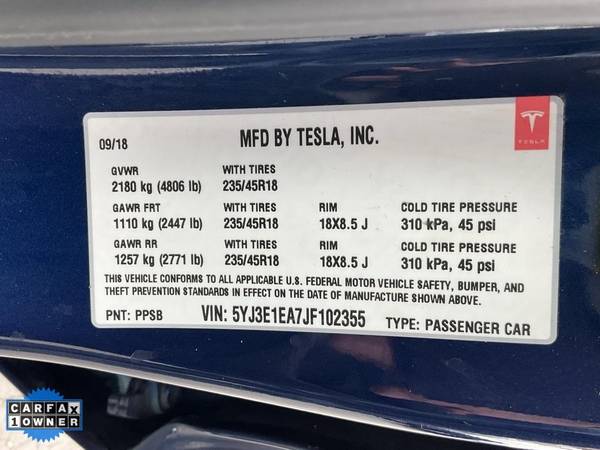 09/18 MFD BY TESLA, INC.
TESLA
GVWR WITH TIRES
2180 kg (4806 lb) 235/45R18
GAWR FRT WITH TIRES RIM COLD TIRE PRESSURE
1110 kg (2447 lb) 235/45R18 18X8.5 J 310 kPa, 45 psi
GAWR RR WITH TIRES RIM COLD TIRE PRESSURE
1257 kg (2771 lb) 235/45R18 18X8.5 J 310 kPa, 45 psi
THIS VEHICLE CONFORMS TO ALL APPLICABLE U.S. FEDERAL MOTOR VEHICLE SAFETY, BUMPER, AND
THEFT PREVENTION STANDARDS IN EFFECT ON THE DATE OF MANUFACTURE SHOWN ABOVE.
PNT: PPSB VIN: 5YJ3E1EA7JF102355 TYPE: PASSENGER CAR
CARFAX
1 OWNER